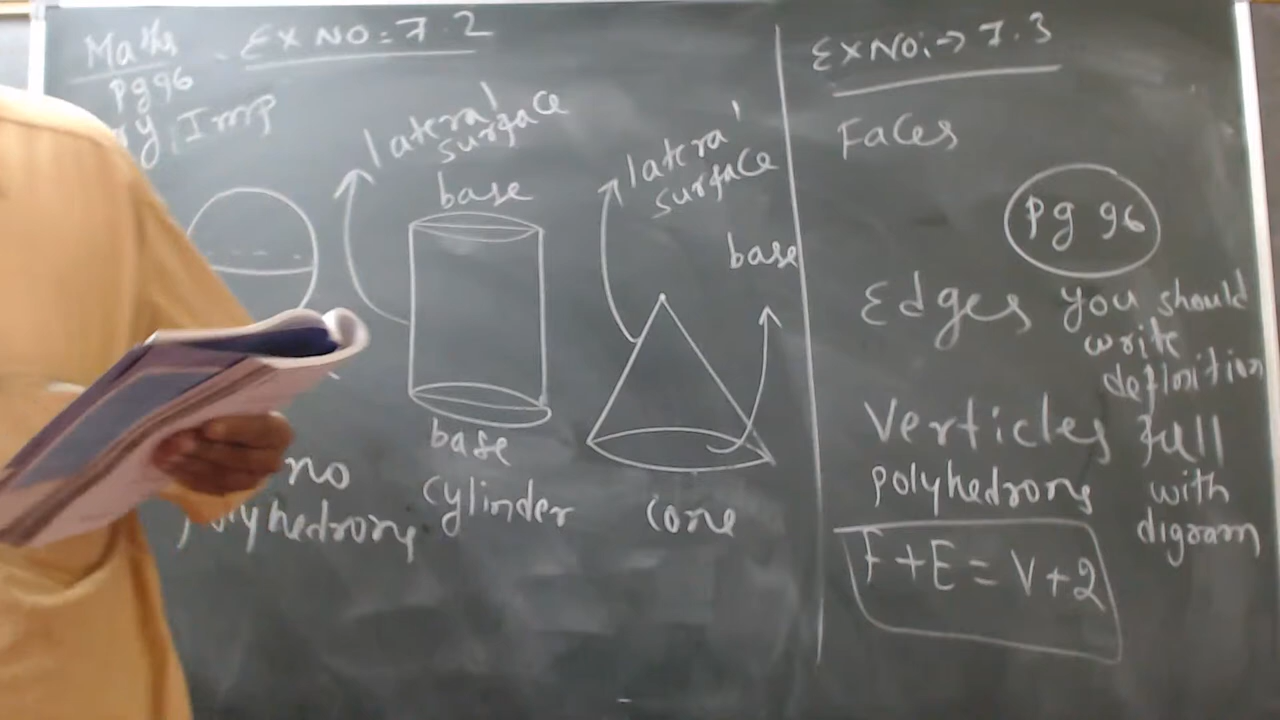 Maths
Ex NO = 7.2
pg 96
Imp
lateral
surface
base
base
cylinder
lateral
surface
base
cone
no
polyhedrons
Ex NO: → 7.3
Faces
pg 96
Edges
you should
write
definition
Verticles
full
polyhedrons
with
digram
F + E = V + 2